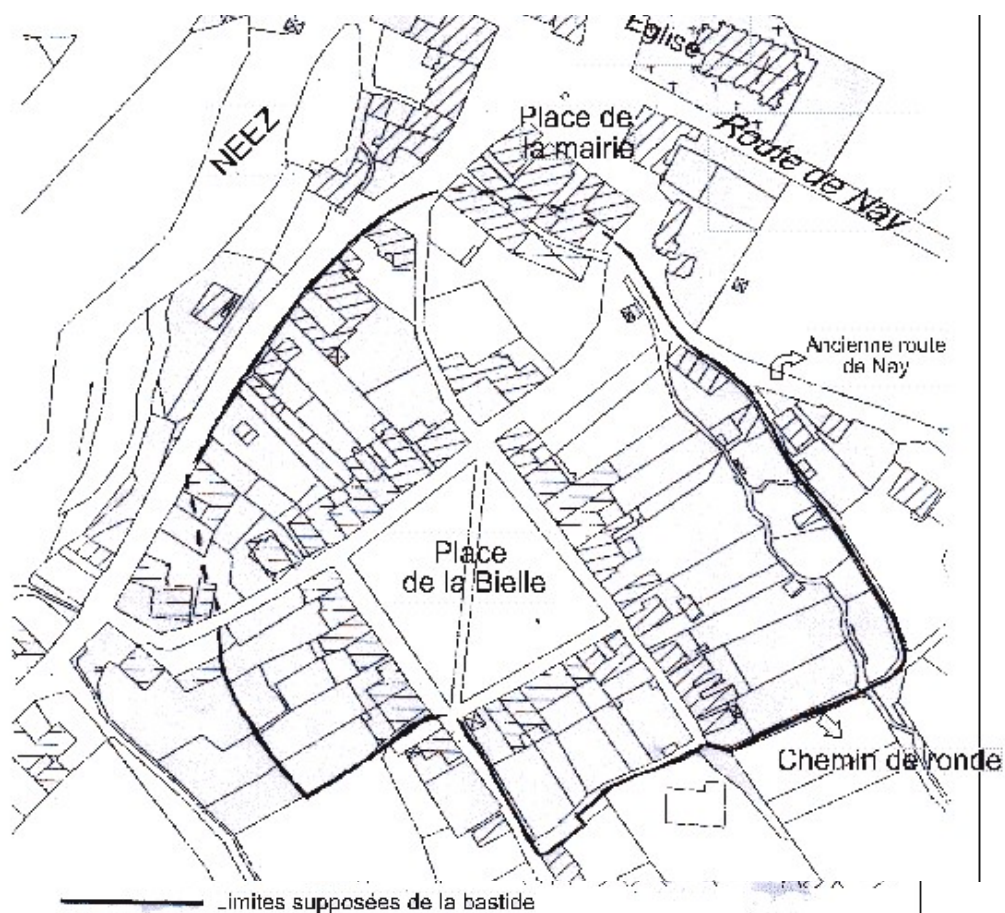 Eglise
NEEZ
Place de
la mairie
Route de Nay
Ancienne route
de Nay
Place
de la Bielle
Chemin de ronde
Limites supposées de la bastide